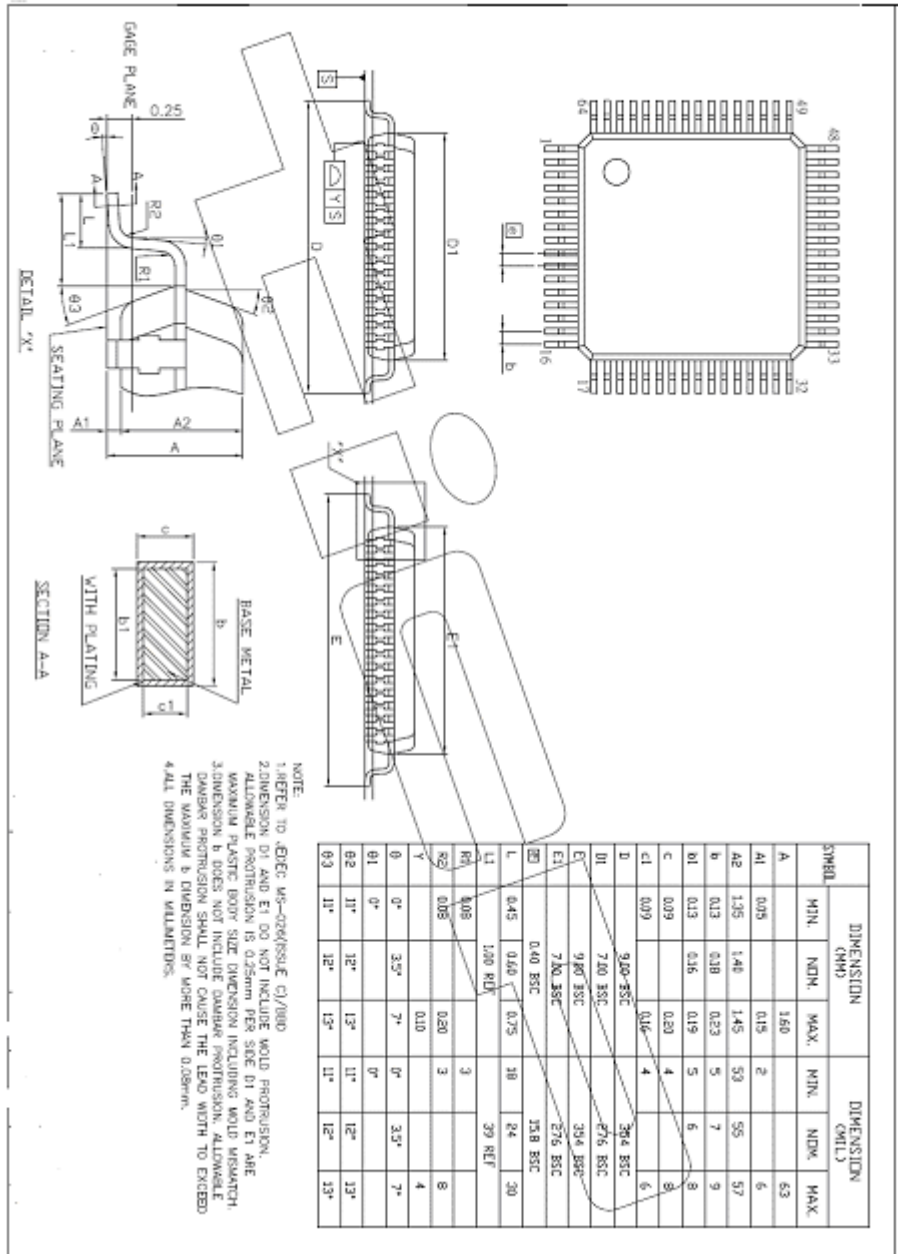 64
49
1
48
e
b
16
33
17
32
S
D1
⌓ Y S
D
"X"
E1
E
GAGE PLANE
0.25
θ
A
A
L
L1
R2
R1
θ1
θ2
θ3
SEATING PLANE
A1
A2
A
DETAIL "X"
b
BASE METAL
c
c1
b1
WITH PLATING
SECTION A-A
SYMBOL DIMENSION (MM) DIMENSION (MIL)
MIN. NOM. MAX. MIN. NOM. MAX.
A 1.60 63
A1 0.05 0.15 2 6
A2 1.35 1.40 1.45 53 55 57
b 0.13 0.18 0.23 5 7 9
b1 0.13 0.16 0.19 5 6 8
c 0.09 0.20 4 8
c1 0.09 0.16 4 6
D 9.00 BSC 354 BSC
D1 7.00 BSC 276 BSC
E 9.00 BSC 354 BSC
E1 7.00 BSC 276 BSC
e 0.40 BSC 15.8 BSC
L 0.45 0.60 0.75 18 24 30
L1 1.00 REF 39 REF
R1 0.08 3
R2 0.08 0.20 3 8
Y 0.10 4
θ 0° 3.5° 7° 0° 3.5° 7°
θ1 0° 0°
θ2 11° 12° 13° 11° 12° 13°
θ3 11° 12° 13° 11° 12° 13°
NOTE:
1.REFER TO JEDEC MS-026(ISSUE C)/BBD
2.DIMENSION D1 AND E1 DO NOT INCLUDE MOLD PROTRUSION.
ALLOWABLE PROTRUSION IS 0.25mm PER SIDE D1 AND E1 ARE
MAXIMUM PLASTIC BODY SIZE DIMENSION INCLUDING MOLD MISMATCH.
3.DIMENSION b DOES NOT INCLUDE DAMBAR PROTRUSION. ALLOWABLE
DAMBAR PROTRUSION SHALL NOT CAUSE THE LEAD WIDTH TO EXCEED
THE MAXIMUM b DIMENSION BY MORE THAN 0.08mm.
4.ALL DIMENSIONS IN MILLIMETERS.